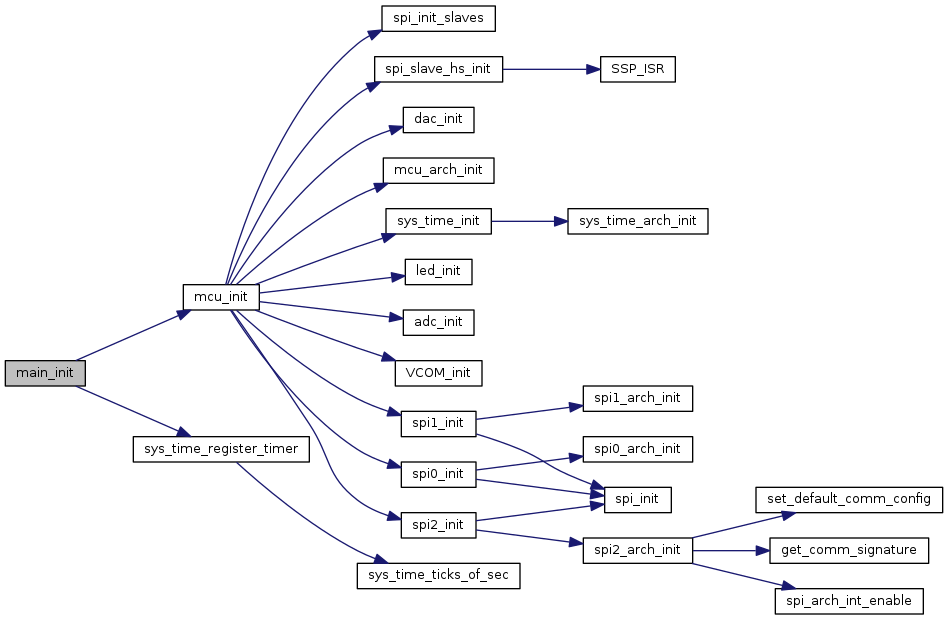 spi_init_slaves
spi_slave_hs_init
SSP_ISR
dac_init
mcu_arch_init
sys_time_init
sys_time_arch_init
led_init
mcu_init
adc_init
main_init
VCOM_init
spi1_init
spi1_arch_init
sys_time_register_timer
spi0_init
spi0_arch_init
spi_init
set_default_comm_config
spi2_init
spi2_arch_init
get_comm_signature
sys_time_ticks_of_sec
spi_arch_int_enable